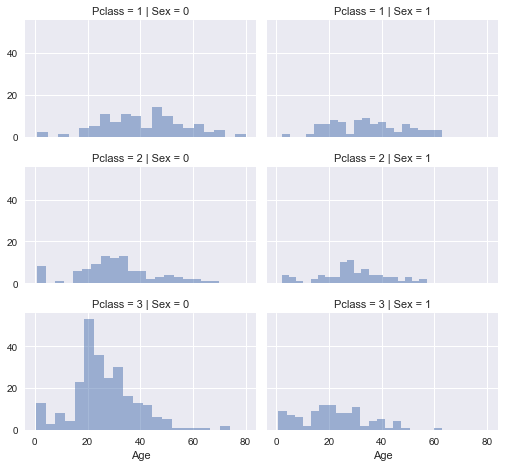 Pclass = 1 | Sex = 0
Pclass = 1 | Sex = 1
40
20
0
Pclass = 2 | Sex = 0
Pclass = 2 | Sex = 1
40
20
0
Pclass = 3 | Sex = 0
Pclass = 3 | Sex = 1
40
20
0
0 20 40 60 80
0 20 40 60 80
Age
Age